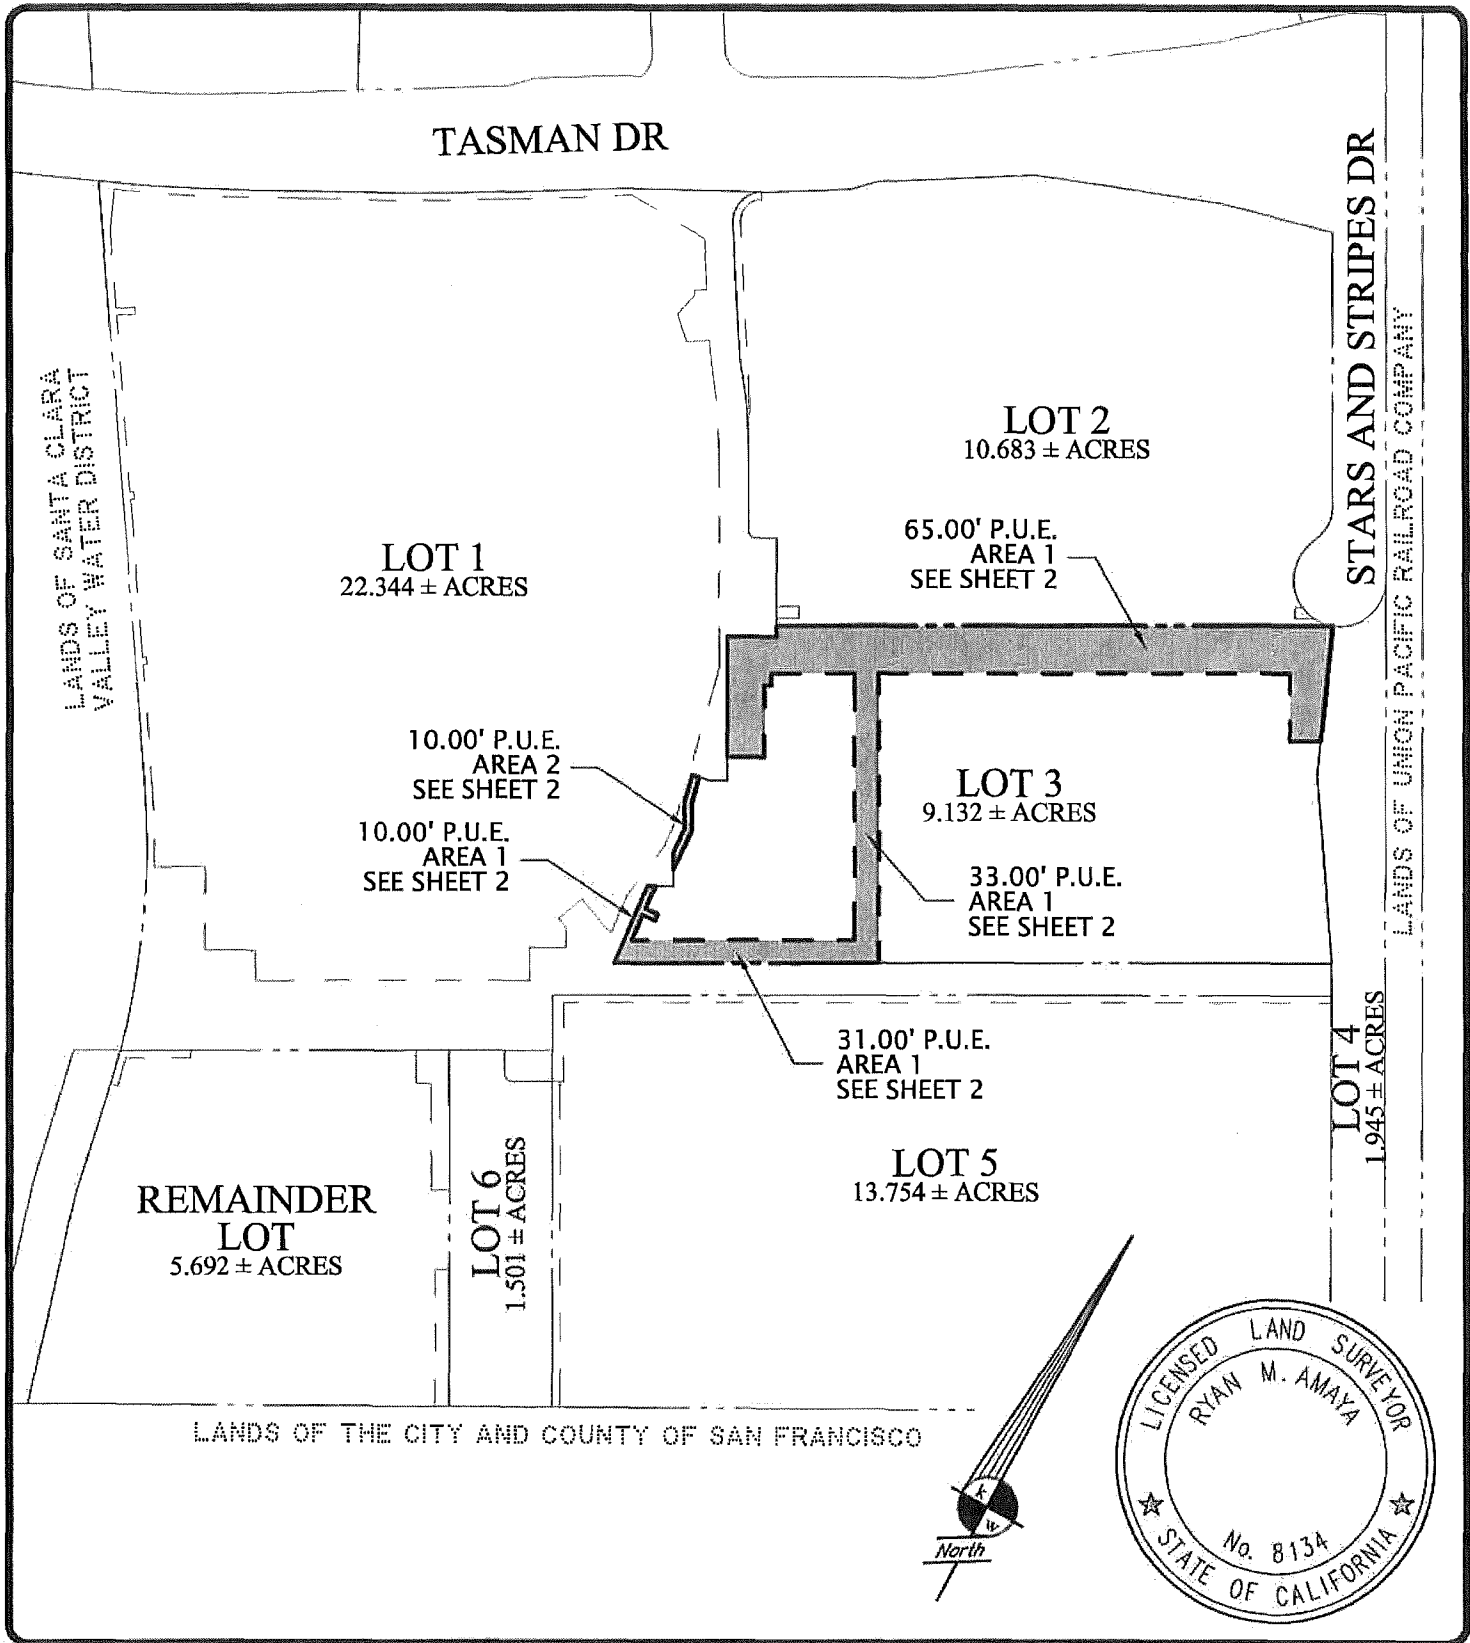 TASMAN DR
STARS AND STRIPES DR
LANDS OF UNION PACIFIC RAILROAD COMPANY
LANDS OF SANTA CLARA
VALLEY WATER DISTRICT
LOT 1
22.344 ± ACRES
LOT 2
10.683 ± ACRES
65.00' P.U.E.
AREA 1
SEE SHEET 2
10.00' P.U.E.
AREA 2
SEE SHEET 2
10.00' P.U.E.
AREA 1
SEE SHEET 2
LOT 3
9.132 ± ACRES
33.00' P.U.E.
AREA 1
SEE SHEET 2
31.00' P.U.E.
AREA 1
SEE SHEET 2
LOT 4
1.945 ± ACRES
LOT 5
13.754 ± ACRES
LOT 6
1.501 ± ACRES
REMAINDER
LOT
5.692 ± ACRES
LANDS OF THE CITY AND COUNTY OF SAN FRANCISCO
k
w
North
LICENSED LAND SURVEYOR
RYAN M. AMAYA
No. 8134
STATE OF CALIFORNIA